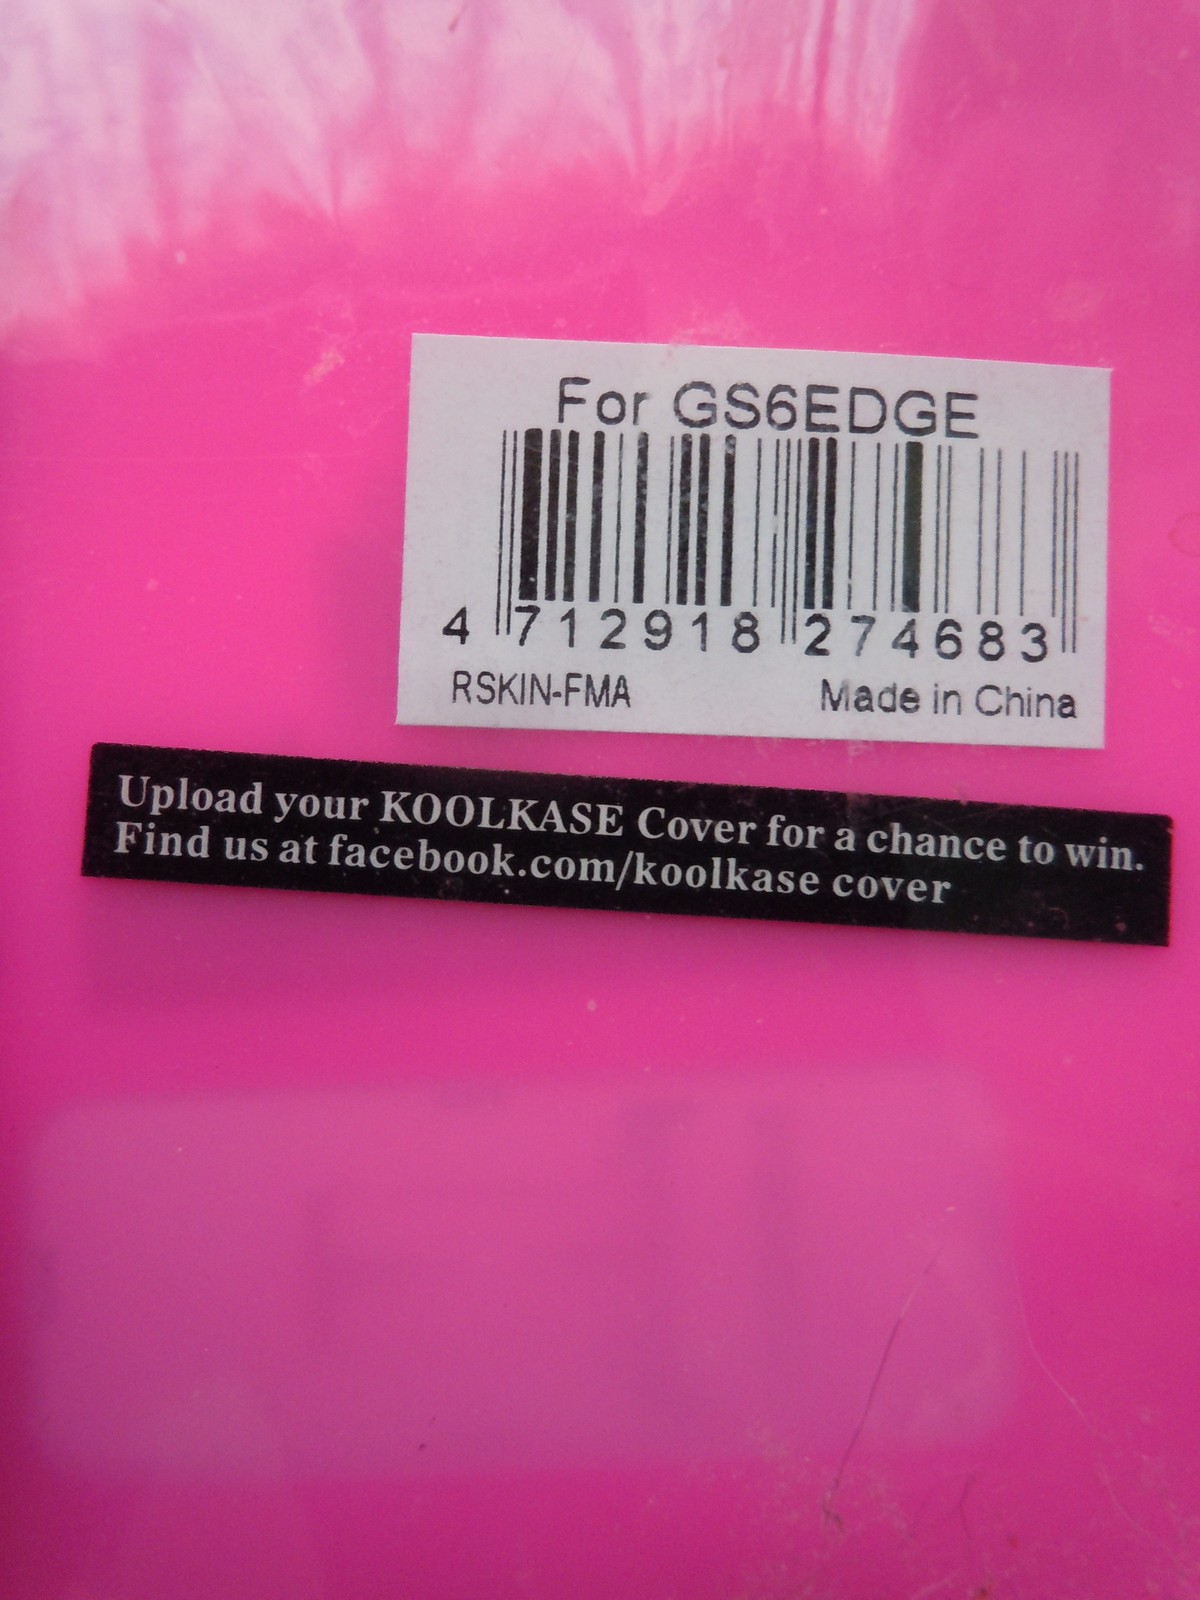 For GS6EDGE
4 712918 274683
RSKIN-FMA Made in China
Upload your KOOLKASE Cover for a chance to win.
Find us at facebook.com/koolkase cover